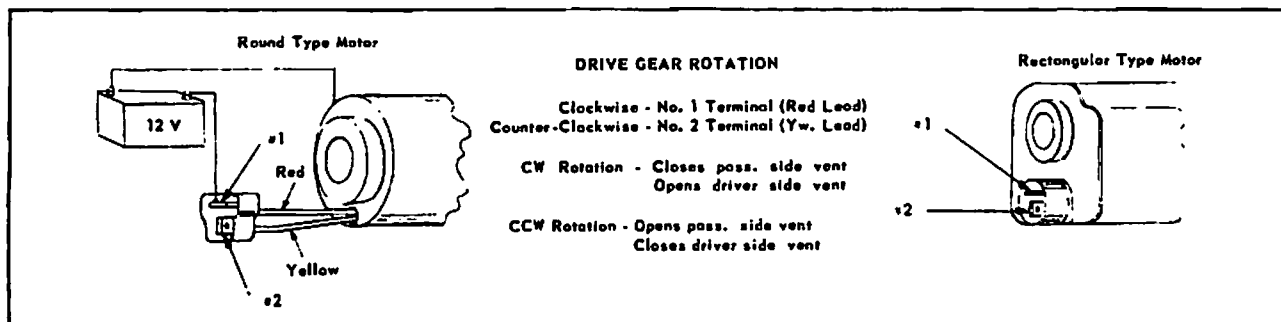 Round Type Motor
DRIVE GEAR ROTATION
Rectangular Type Motor
12 V
Clockwise - No. 1 Terminal (Red Lead)
Counter-Clockwise - No. 2 Terminal (Yw. Lead)
#1
#1
Red
CW Rotation - Closes pass. side vent
Opens driver side vent
#2
CCW Rotation - Opens pass. side vent
Closes driver side vent
Yellow
#2